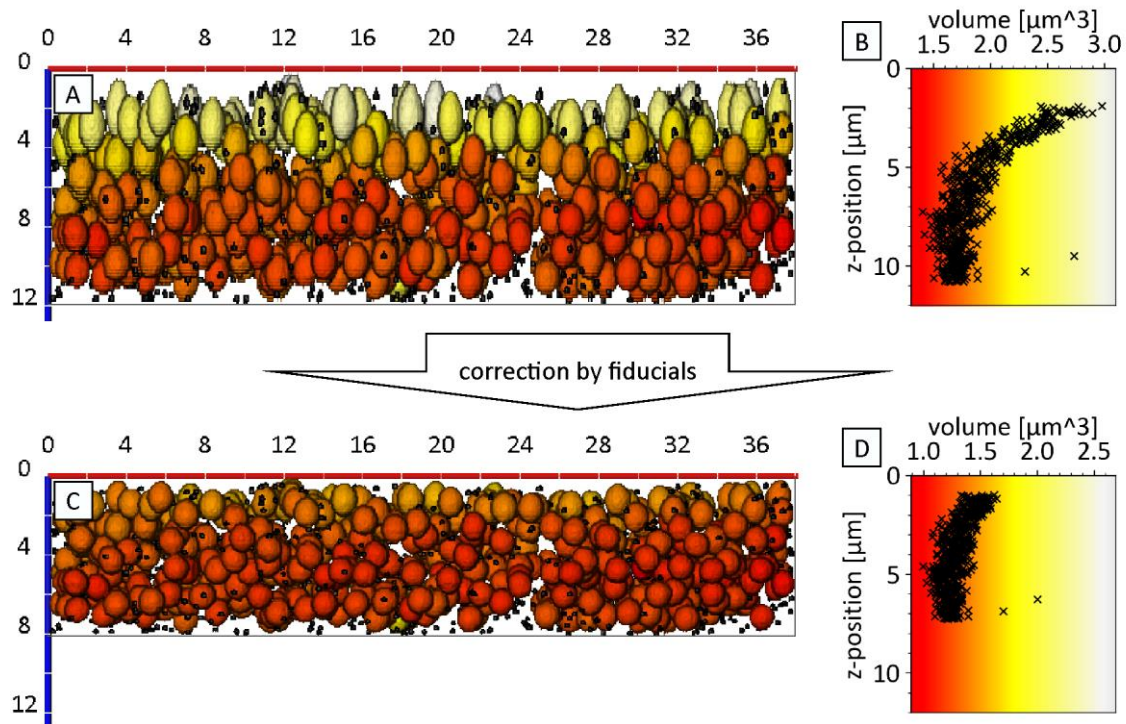 0 4 8 12 16 20 24 28 32 36
0
4
8
12
A
volume [µm^3]
B
1.5 2.0 2.5 3.0
0
5
10
z-position [µm]
correction by fiducials
0 4 8 12 16 20 24 28 32 36
0
4
8
12
C
volume [µm^3]
D
1.0 1.5 2.0 2.5
0
5
10
z-position [µm]